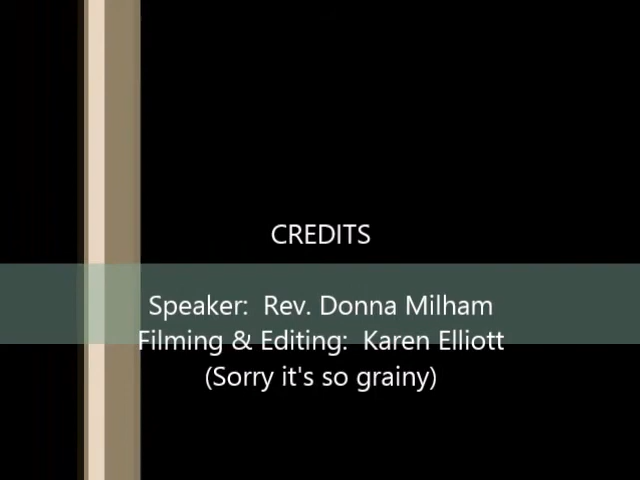 CREDITS
Speaker:  Rev. Donna Milham
Filming & Editing:  Karen Elliott
(Sorry it's so grainy)